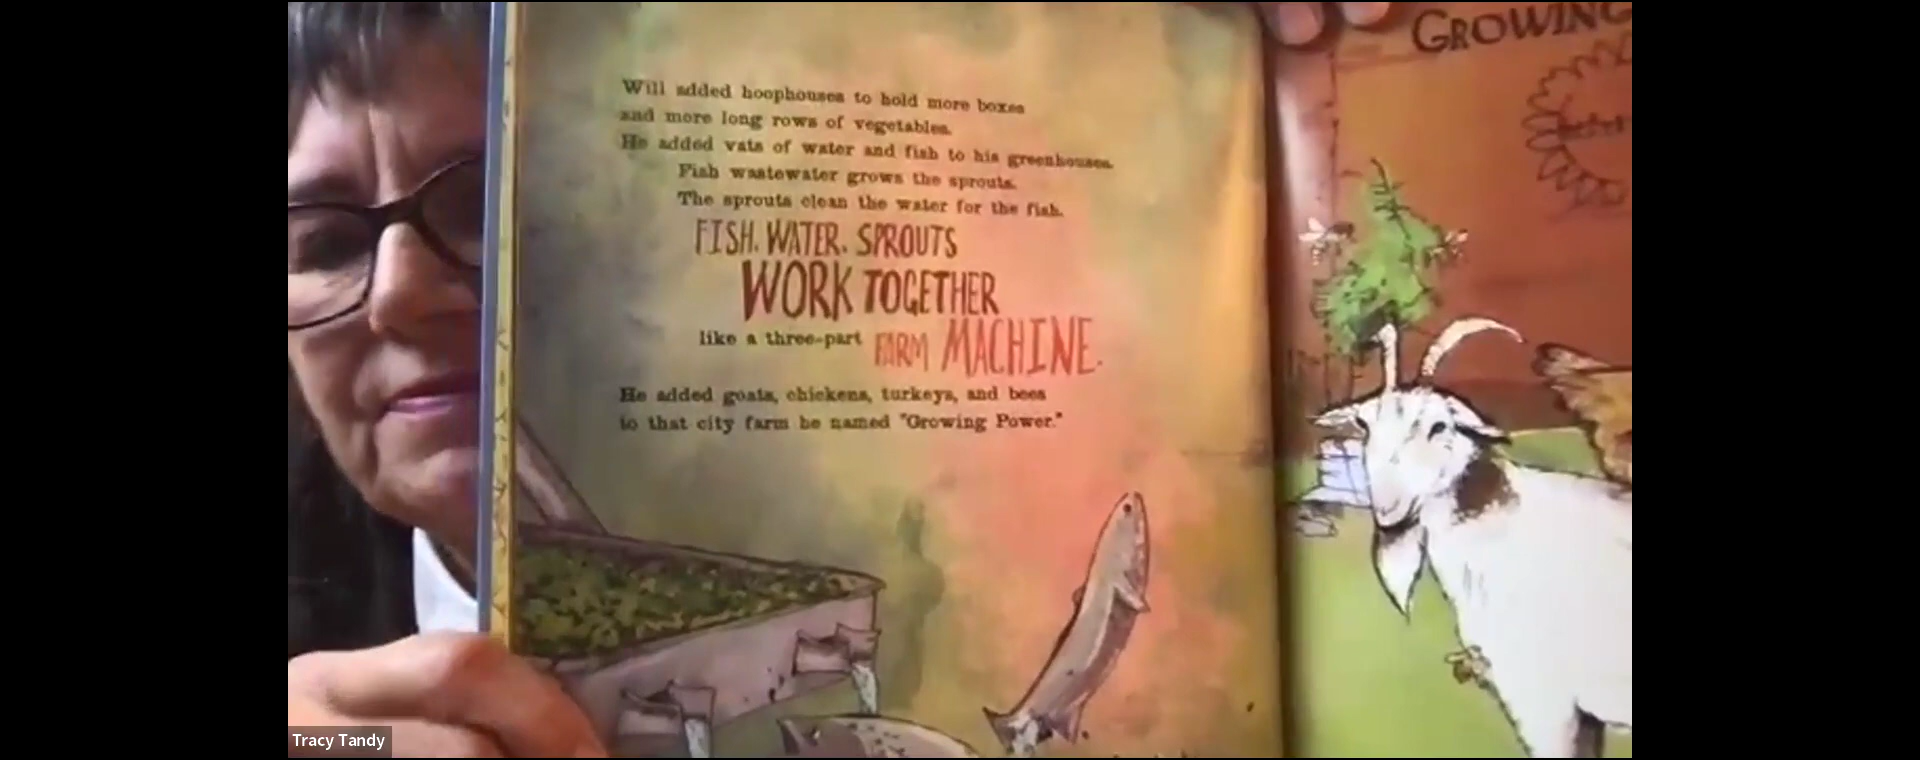 Will added hoophouses to hold more boxes
and more long rows of vegetables.
He added vats of water and fish to his greenhouses.
Fish wastewater grows the sprouts.
The sprouts clean the water for the fish.
FISH. WATER. SPROUTS
WORK TOGETHER
like a three-part FARM MACHINE.
He added goats, chickens, turkeys, and bees
to that city farm he named "Growing Power."
GROWING
Tracy Tandy